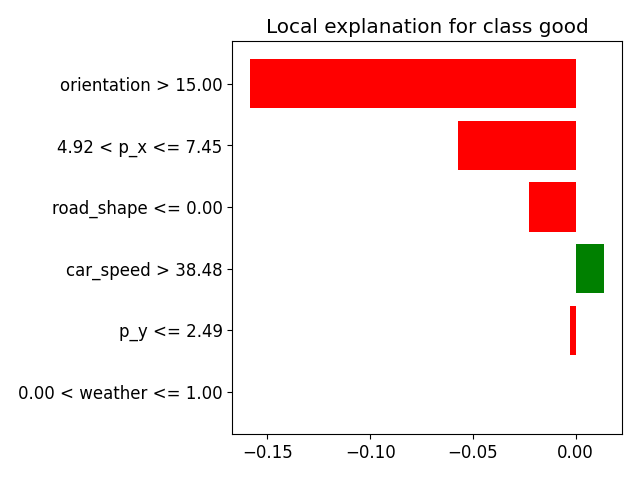 Local explanation for class good
orientation > 15.00
4.92 < p_x <= 7.45
road_shape <= 0.00
car_speed > 38.48
p_y <= 2.49
0.00 < weather <= 1.00
−0.15 −0.10 −0.05 0.00